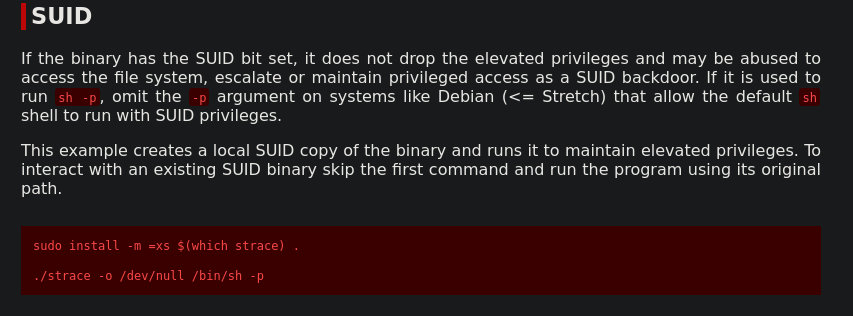 SUID
If the binary has the SUID bit set, it does not drop the elevated privileges and may be abused to
access the file system, escalate or maintain privileged access as a SUID backdoor. If it is used to
run sh -p, omit the -p argument on systems like Debian (<= Stretch) that allow the default sh
shell to run with SUID privileges.
This example creates a local SUID copy of the binary and runs it to maintain elevated privileges. To
interact with an existing SUID binary skip the first command and run the program using its original
path.
sudo install -m =xs $(which strace) .
./strace -o /dev/null /bin/sh -p